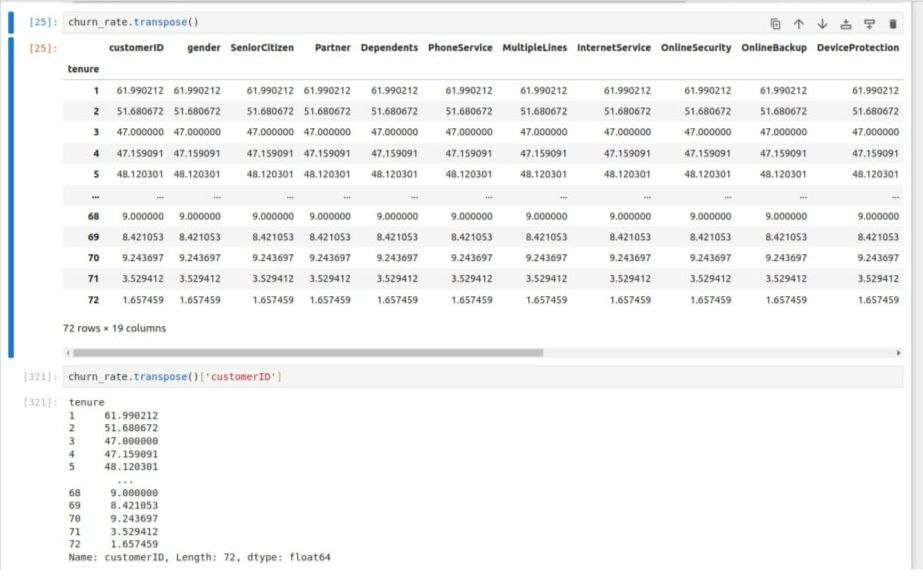 [25]: churn_rate.transpose()
[25]: customerID gender SeniorCitizen Partner Dependents PhoneService MultipleLines InternetService OnlineSecurity OnlineBackup DeviceProtection
tenure
1 61.990212 61.990212 61.990212 61.990212 61.990212 61.990212 61.990212 61.990212 61.990212 61.990212 61.990212
2 51.680672 51.680672 51.680672 51.680672 51.680672 51.680672 51.680672 51.680672 51.680672 51.680672 51.680672
3 47.000000 47.000000 47.000000 47.000000 47.000000 47.000000 47.000000 47.000000 47.000000 47.000000 47.000000
4 47.159091 47.159091 47.159091 47.159091 47.159091 47.159091 47.159091 47.159091 47.159091 47.159091 47.159091
5 48.120301 48.120301 48.120301 48.120301 48.120301 48.120301 48.120301 48.120301 48.120301 48.120301 48.120301
... ... ... ... ... ... ... ... ... ... ... ...
68 9.000000 9.000000 9.000000 9.000000 9.000000 9.000000 9.000000 9.000000 9.000000 9.000000 9.000000
69 8.421053 8.421053 8.421053 8.421053 8.421053 8.421053 8.421053 8.421053 8.421053 8.421053 8.421053
70 9.243697 9.243697 9.243697 9.243697 9.243697 9.243697 9.243697 9.243697 9.243697 9.243697 9.243697
71 3.529412 3.529412 3.529412 3.529412 3.529412 3.529412 3.529412 3.529412 3.529412 3.529412 3.529412
72 1.657459 1.657459 1.657459 1.657459 1.657459 1.657459 1.657459 1.657459 1.657459 1.657459 1.657459
72 rows × 19 columns
[321]: churn_rate.transpose()['customerID']
[321]: tenure
1 61.990212
2 51.680672
3 47.000000
4 47.159091
5 48.120301
...
68 9.000000
69 8.421053
70 9.243697
71 3.529412
72 1.657459
Name: customerID, Length: 72, dtype: float64